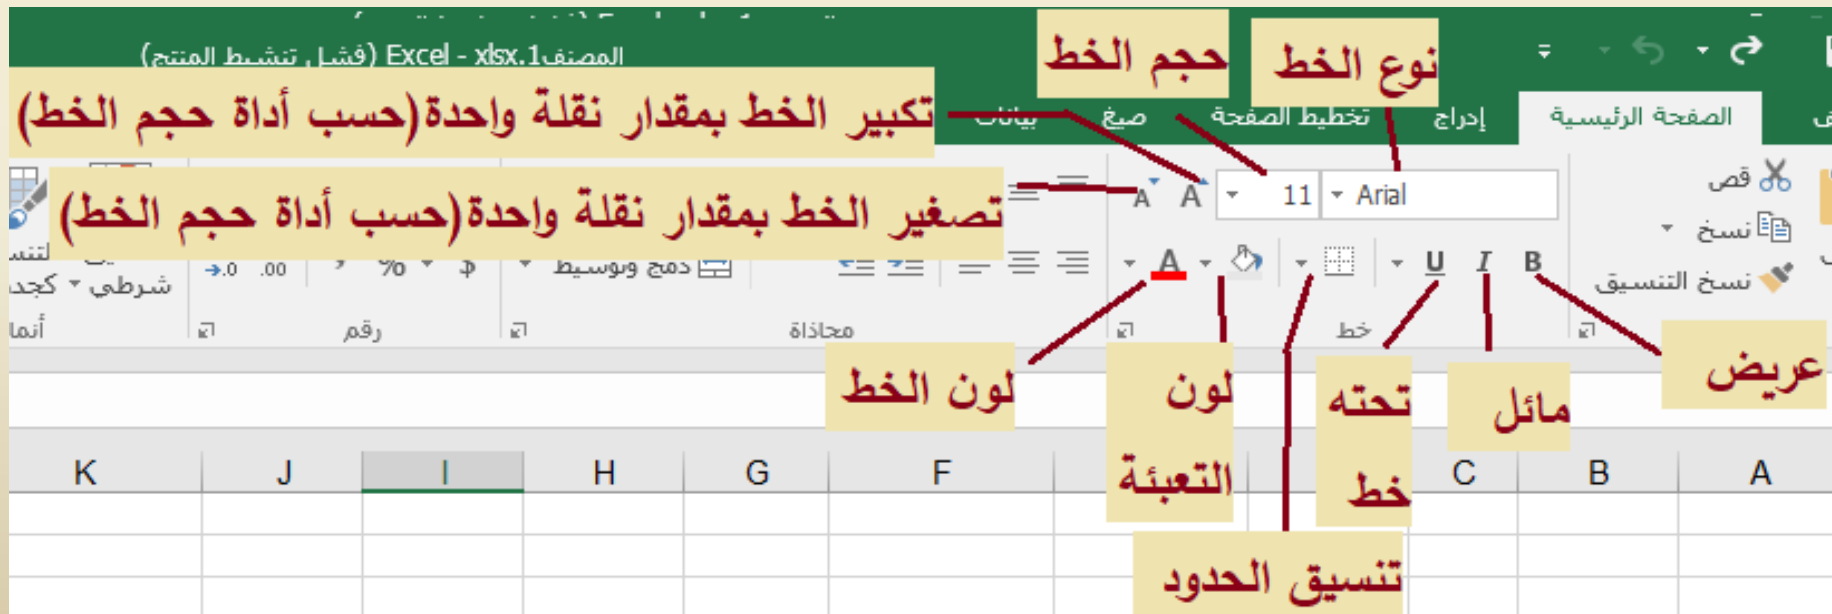 المصنف1.xlsx - Excel (فشل تنشيط المنتج)
حجم الخط
نوع الخط
الصفحة الرئيسية
إدراج
تخطيط الصفحة
صيغ
بيانات
تكبير الخط بمقدار نقلة واحدة(حسب أداة حجم الخط)
تصغير الخط بمقدار نقلة واحدة(حسب أداة حجم الخط)
قص
نسخ
نسخ التنسيق
Arial
11
A A
B I U
A
دمج وتوسيط
$ %
.00 .0
شرطي
خط
محاذاة
رقم
عريض
مائل
تحته
خط
تنسيق الحدود
لون
التعبئة
لون الخط
A B C F G H I J K